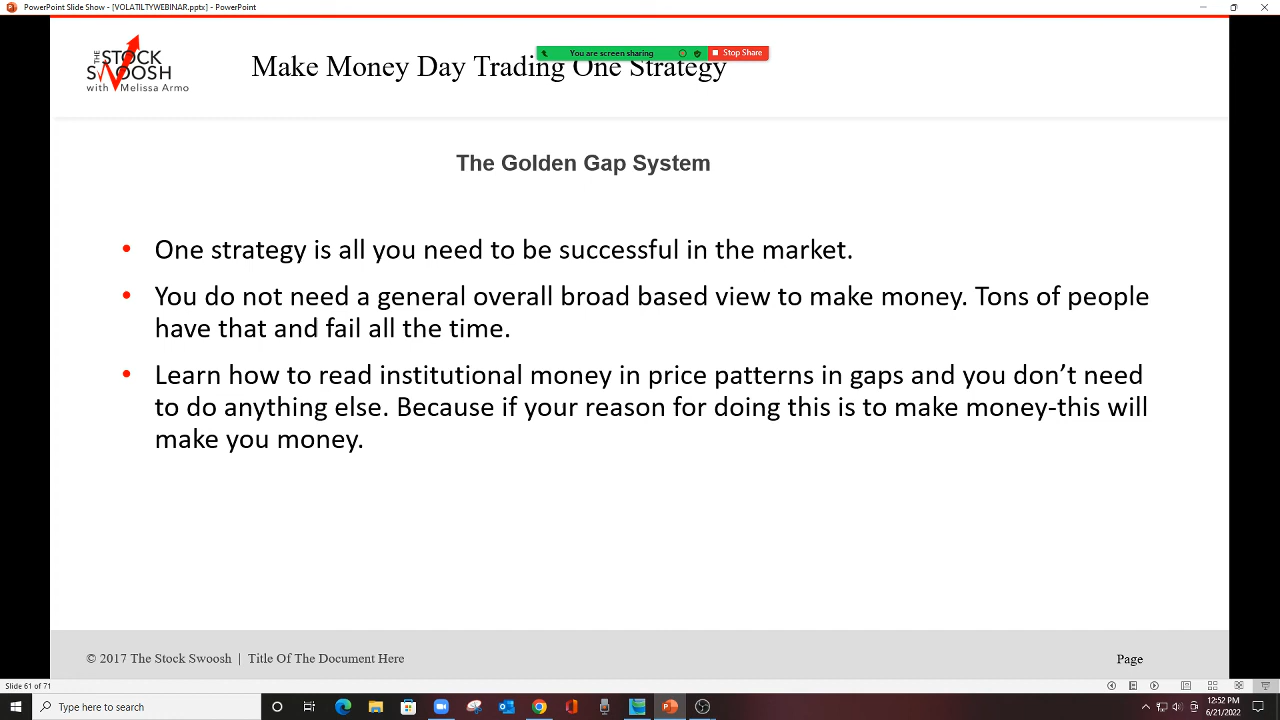 PowerPoint Slide Show - [VOLATILTYWEBINAR.pptx] - PowerPoint
You are screen sharing
Stop Share
THE
STOCK
SWOOSH
with Melissa Armo
Make Money Day Trading One Strategy
The Golden Gap System
• One strategy is all you need to be successful in the market.
• You do not need a general overall broad based view to make money. Tons of people
have that and fail all the time.
• Learn how to read institutional money in price patterns in gaps and you don’t need
to do anything else. Because if your reason for doing this is to make money-this will
make you money.
© 2017 The Stock Swoosh | Title Of The Document Here
Page
Slide 61 of 71
Type here to search
12:52 PM
6/21/2022